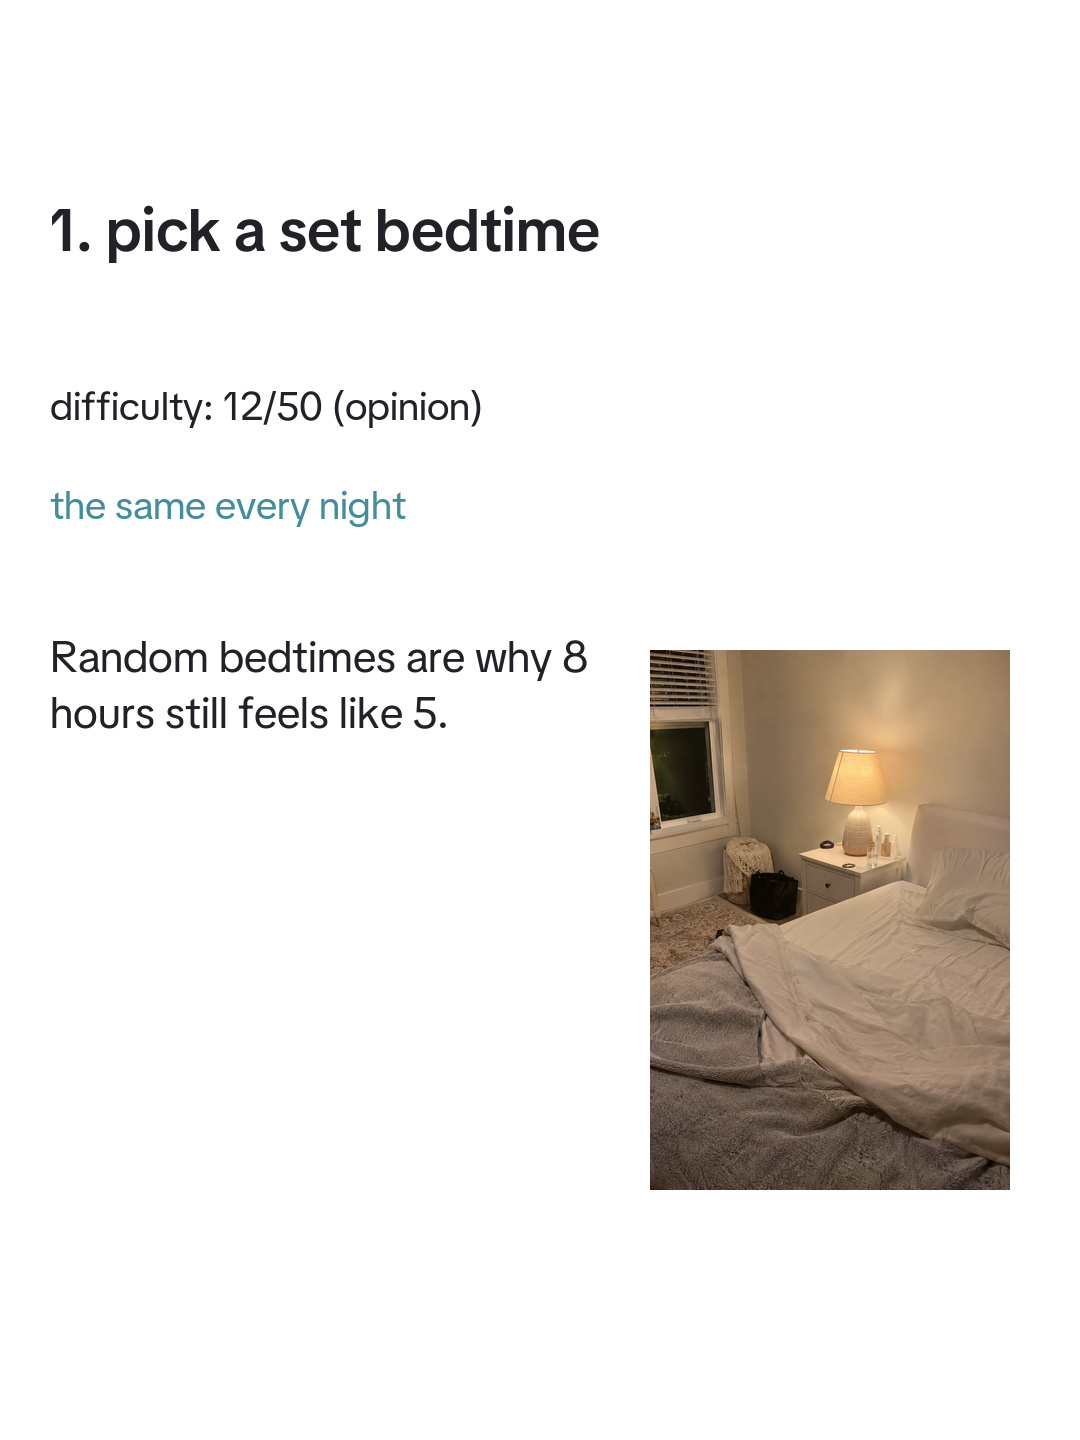 1. pick a set bedtime
difficulty: 12/50 (opinion)
the same every night
Random bedtimes are why 8
hours still feels like 5.